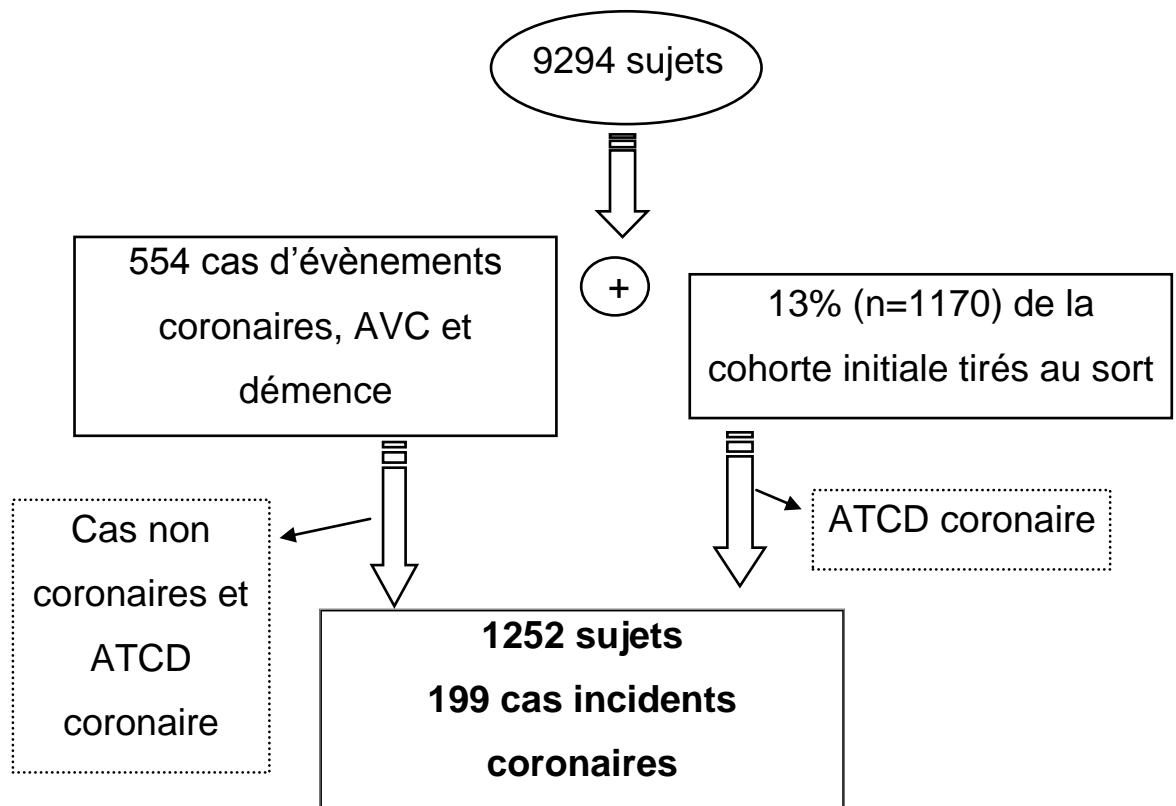 9294 sujets
554 cas d'évènements
coronaires, AVC et
démence
+
13% (n=1170) de la
cohorte initiale tirés au sort
Cas non
coronaires et
ATCD
coronaire
ATCD coronaire
1252 sujets
199 cas incidents
coronaires